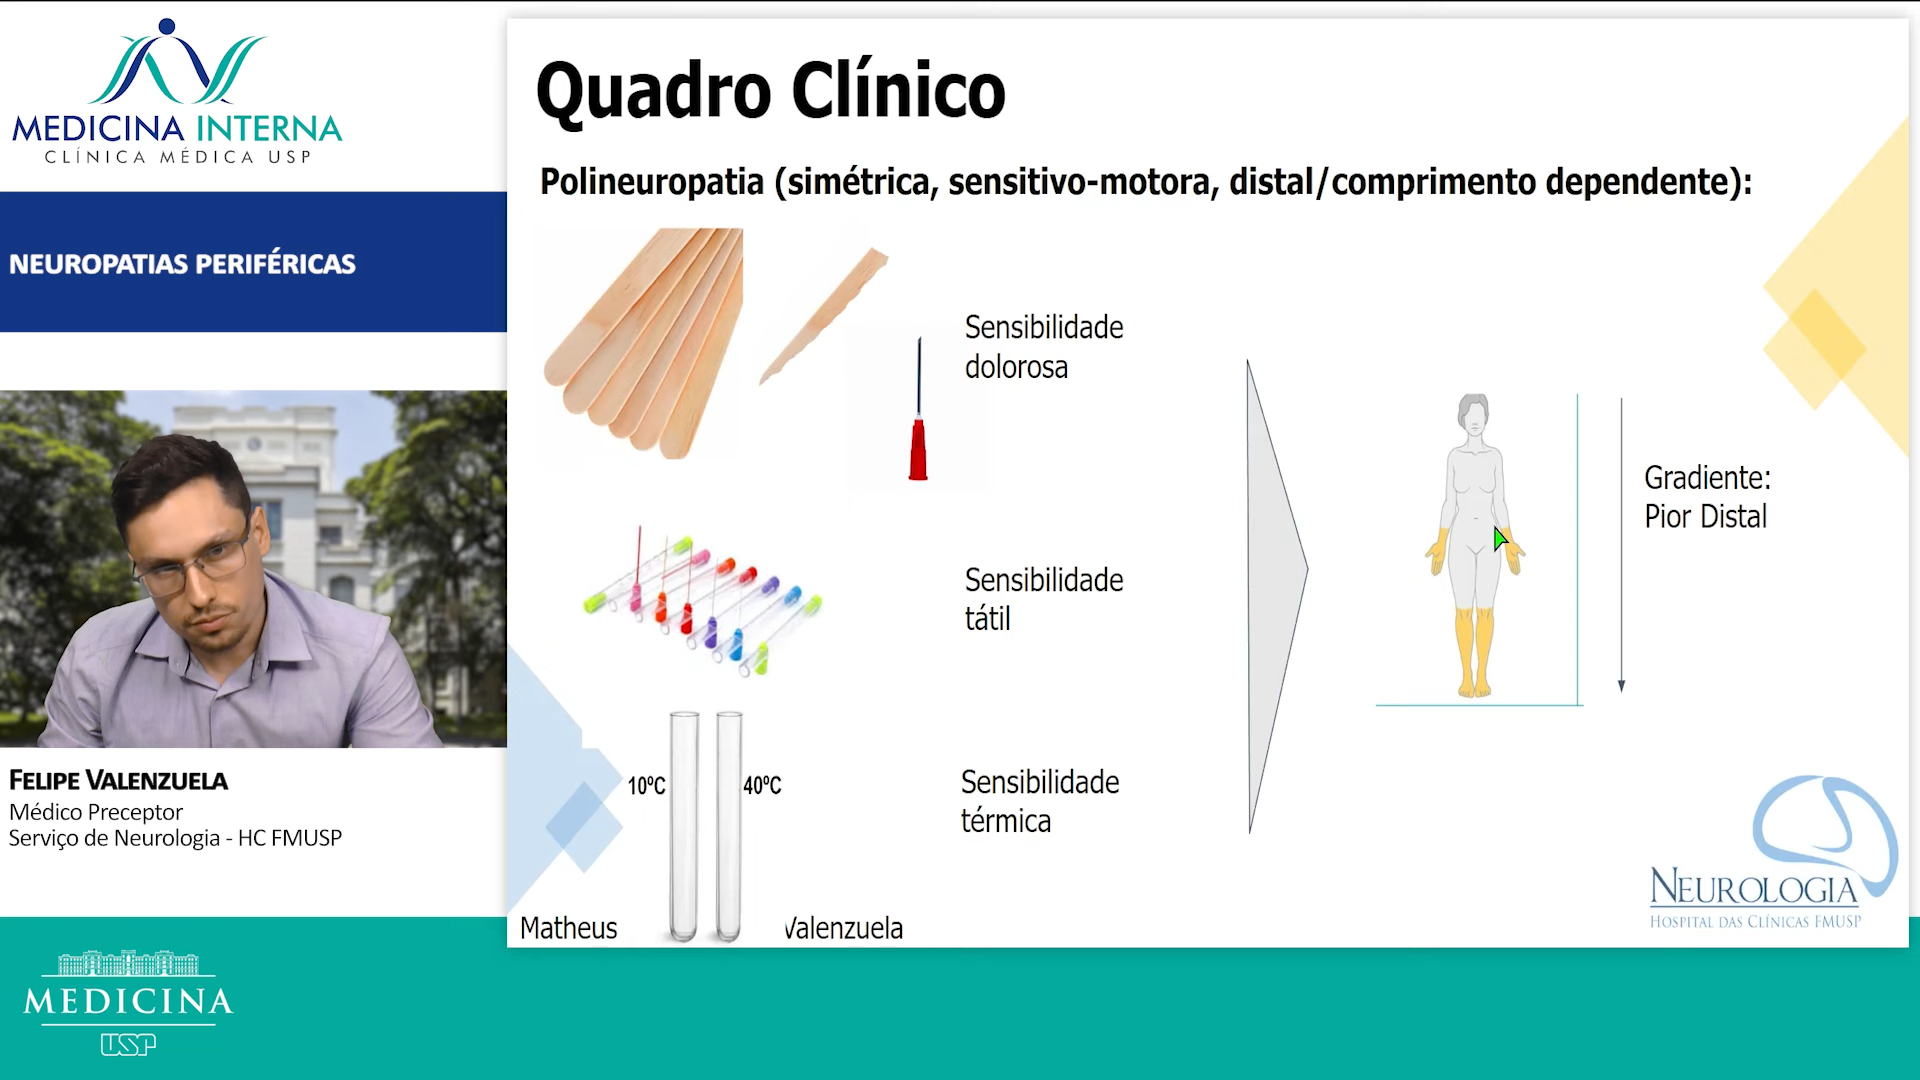 MEDICINA INTERNA
CLÍNICA MÉDICA USP
NEUROPATIAS PERIFÉRICAS
FELIPE VALENZUELA
Médico Preceptor
Serviço de Neurologia - HC FMUSP
MEDICINA
USP
Quadro Clínico
Polineuropatia (simétrica, sensitivo-motora, distal/comprimento dependente):
Sensibilidade
dolorosa
Sensibilidade
tátil
10ºC
40ºC
Sensibilidade
térmica
Gradiente:
Pior Distal
Matheus
Valenzuela
NEUROLOGIA
HOSPITAL DAS CLÍNICAS FMUSP